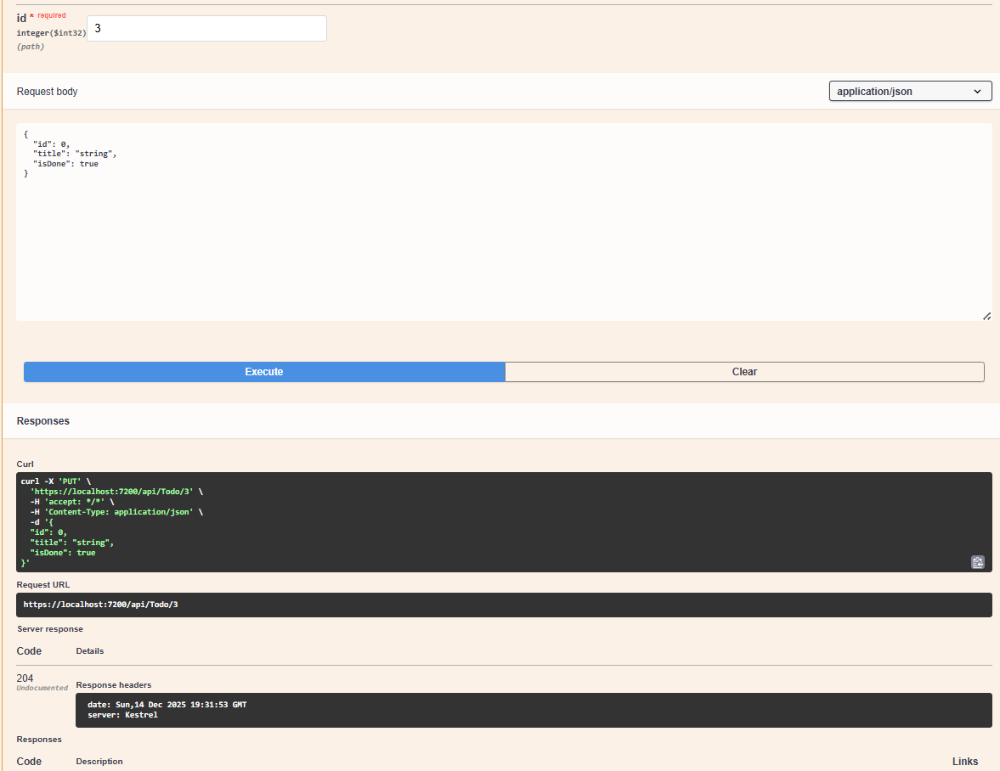 id * required
integer($int32)
3
(path)
Request body
application/json
{
  "id": 0,
  "title": "string",
  "isDone": true
}
Execute
Clear
Responses
Curl
curl -X 'PUT' \
  'https://localhost:7200/api/Todo/3' \
  -H 'accept: */*' \
  -H 'Content-Type: application/json' \
  -d '{
  "id": 0,
  "title": "string",
  "isDone": true
}'
Request URL
https://localhost:7200/api/Todo/3
Server response
Code Details
204
Undocumented
Response headers
date: Sun,14 Dec 2025 19:31:53 GMT
server: Kestrel
Responses
Code Description Links